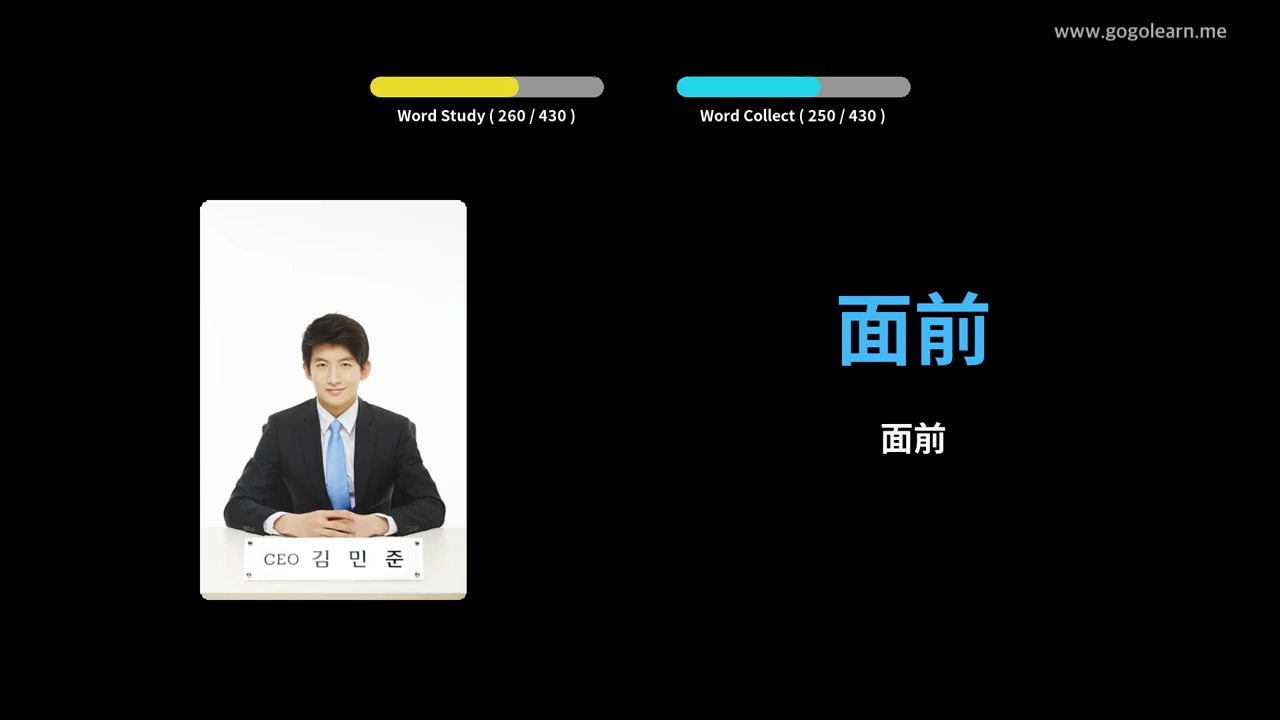 www.gogolearn.me
Word Study ( 260 / 430 )
Word Collect ( 250 / 430 )
面前
面前
CEO 김 민 준